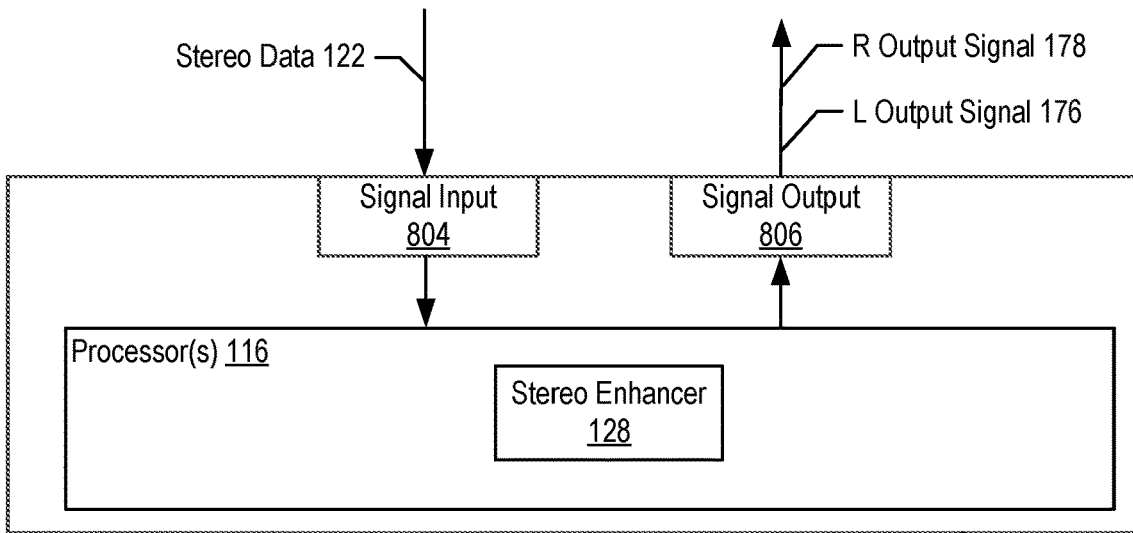 Stereo Data 122
R Output Signal 178
L Output Signal 176
Signal Input
804
Signal Output
806
Processor(s) 116
Stereo Enhancer
128